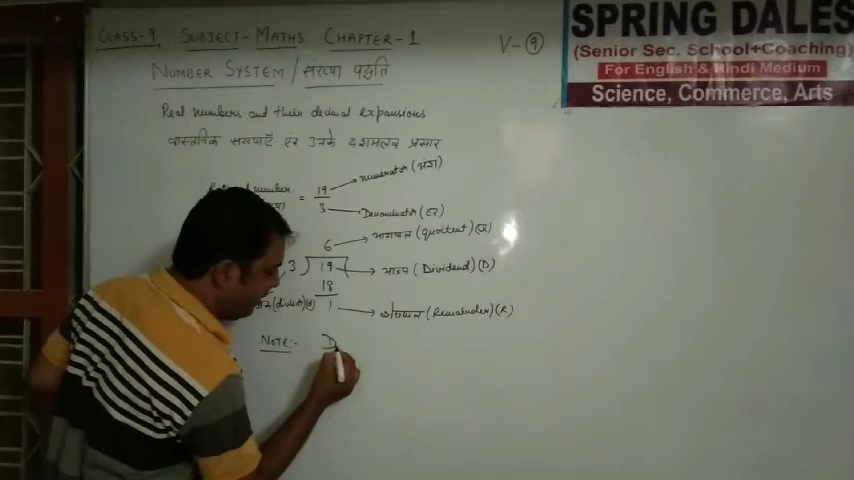 SPRING DALES
(Senior Sec. School+Coaching)
For English & Hindi Medium
Science, Commerce, Arts
CLASS-9 SUBJECT-MATHS CHAPTER-1
V-9
NUMBER SYSTEM / संख्या पद्धति
Real numbers and their decimal expansions
वास्तविक संख्याएँ एवं उनके दशमलव प्रसार
number = 19/3
Numerator (अंश)
Denominator (हर)
6 भागफल (quotient) (Q)
3 ) 19 भाज्य (Dividend) (D)
18
(divisor) (d) 1 शेषफल (Remainder) (R)
NOTE:- D